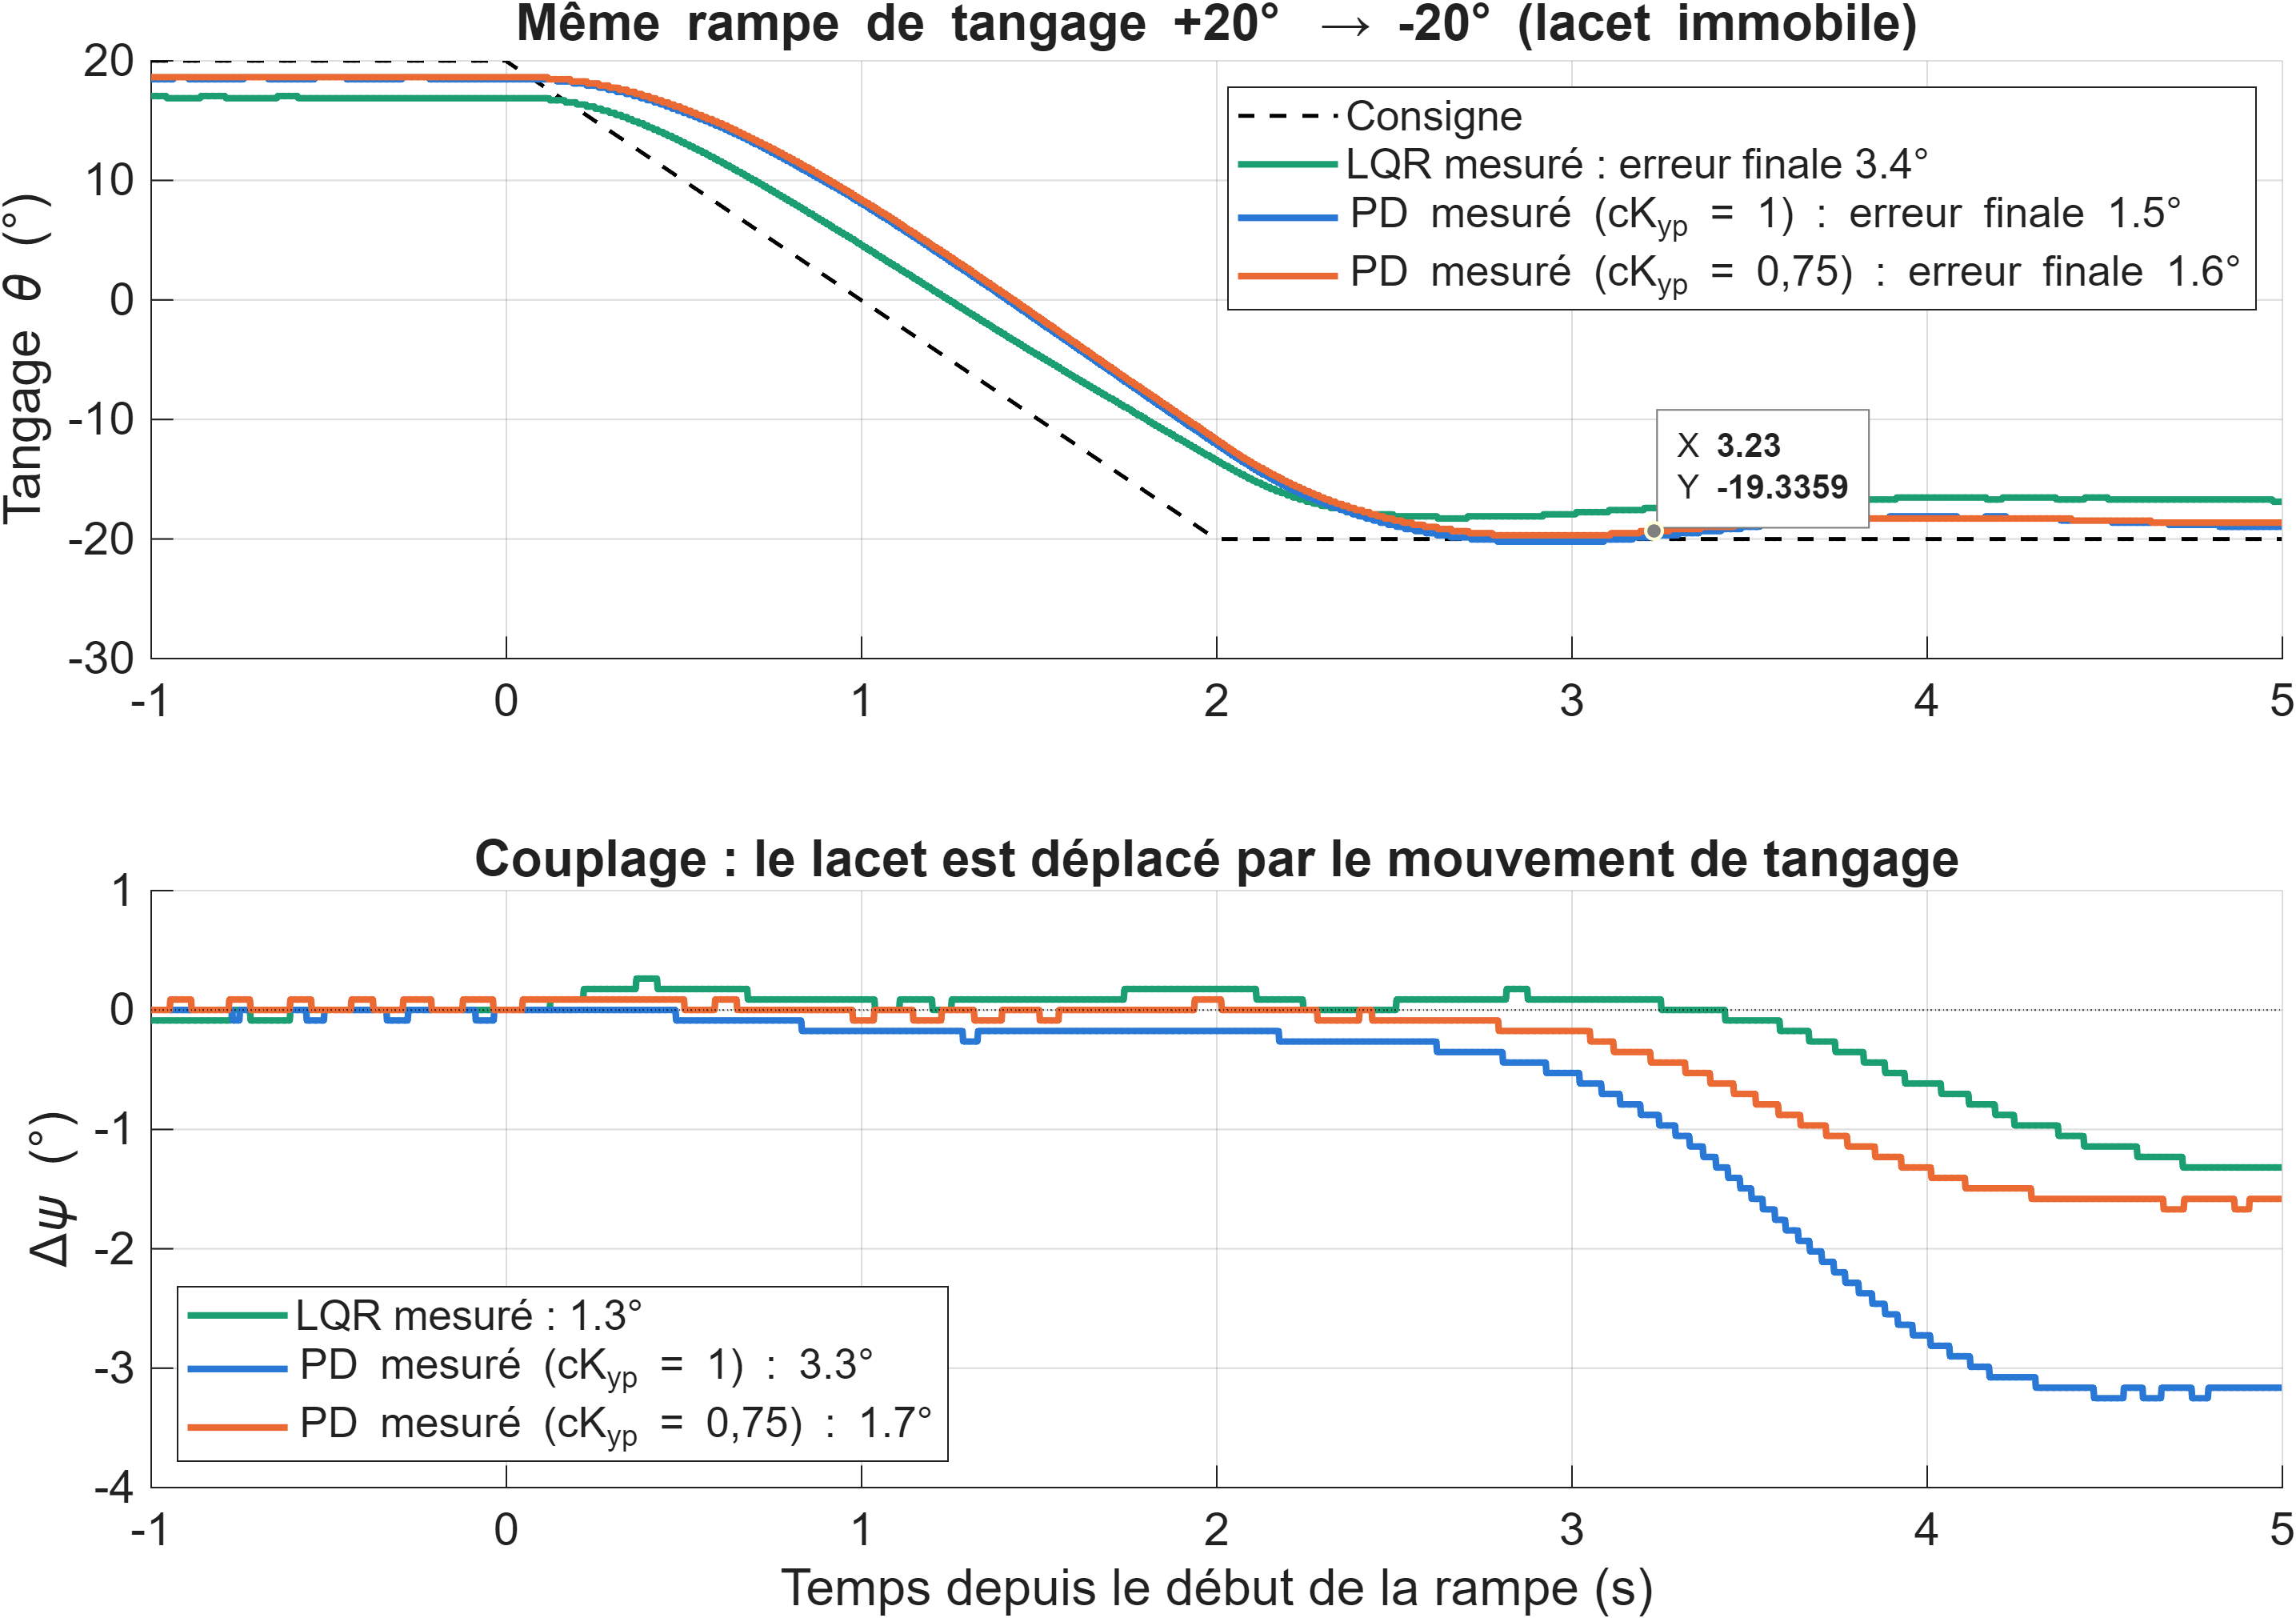 Même rampe de tangage +20° → -20° (lacet immobile)
Tangage θ (°)
20
10
0
-10
-20
-30
Consigne
LQR mesuré : erreur finale 3.4°
PD mesuré (cKyp = 1) : erreur finale 1.5°
PD mesuré (cKyp = 0,75) : erreur finale 1.6°
X 3.23
Y -19.3359
-1 0 1 2 3 4 5
Couplage : le lacet est déplacé par le mouvement de tangage
Δψ (°)
1
0
-1
-2
-3
-4
LQR mesuré : 1.3°
PD mesuré (cKyp = 1) : 3.3°
PD mesuré (cKyp = 0,75) : 1.7°
-1 0 1 2 3 4 5
Temps depuis le début de la rampe (s)